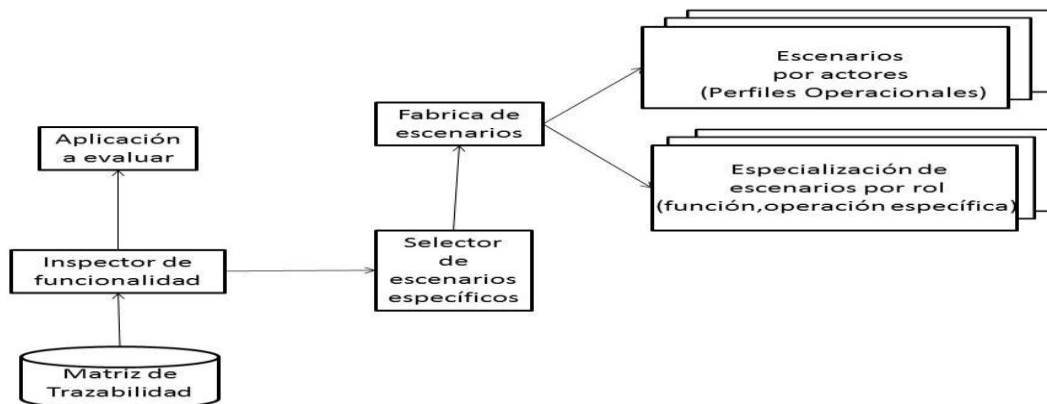 Escenarios
por actores
(Perfiles Operacionales)
Fabrica de
escenarios
Aplicación
a evaluar
Especialización de
escenarios por rol
(función,operación específica)
Selector
de
escenarios
específicos
Inspector de
funcionalidad
Matriz de
Trazabilidad